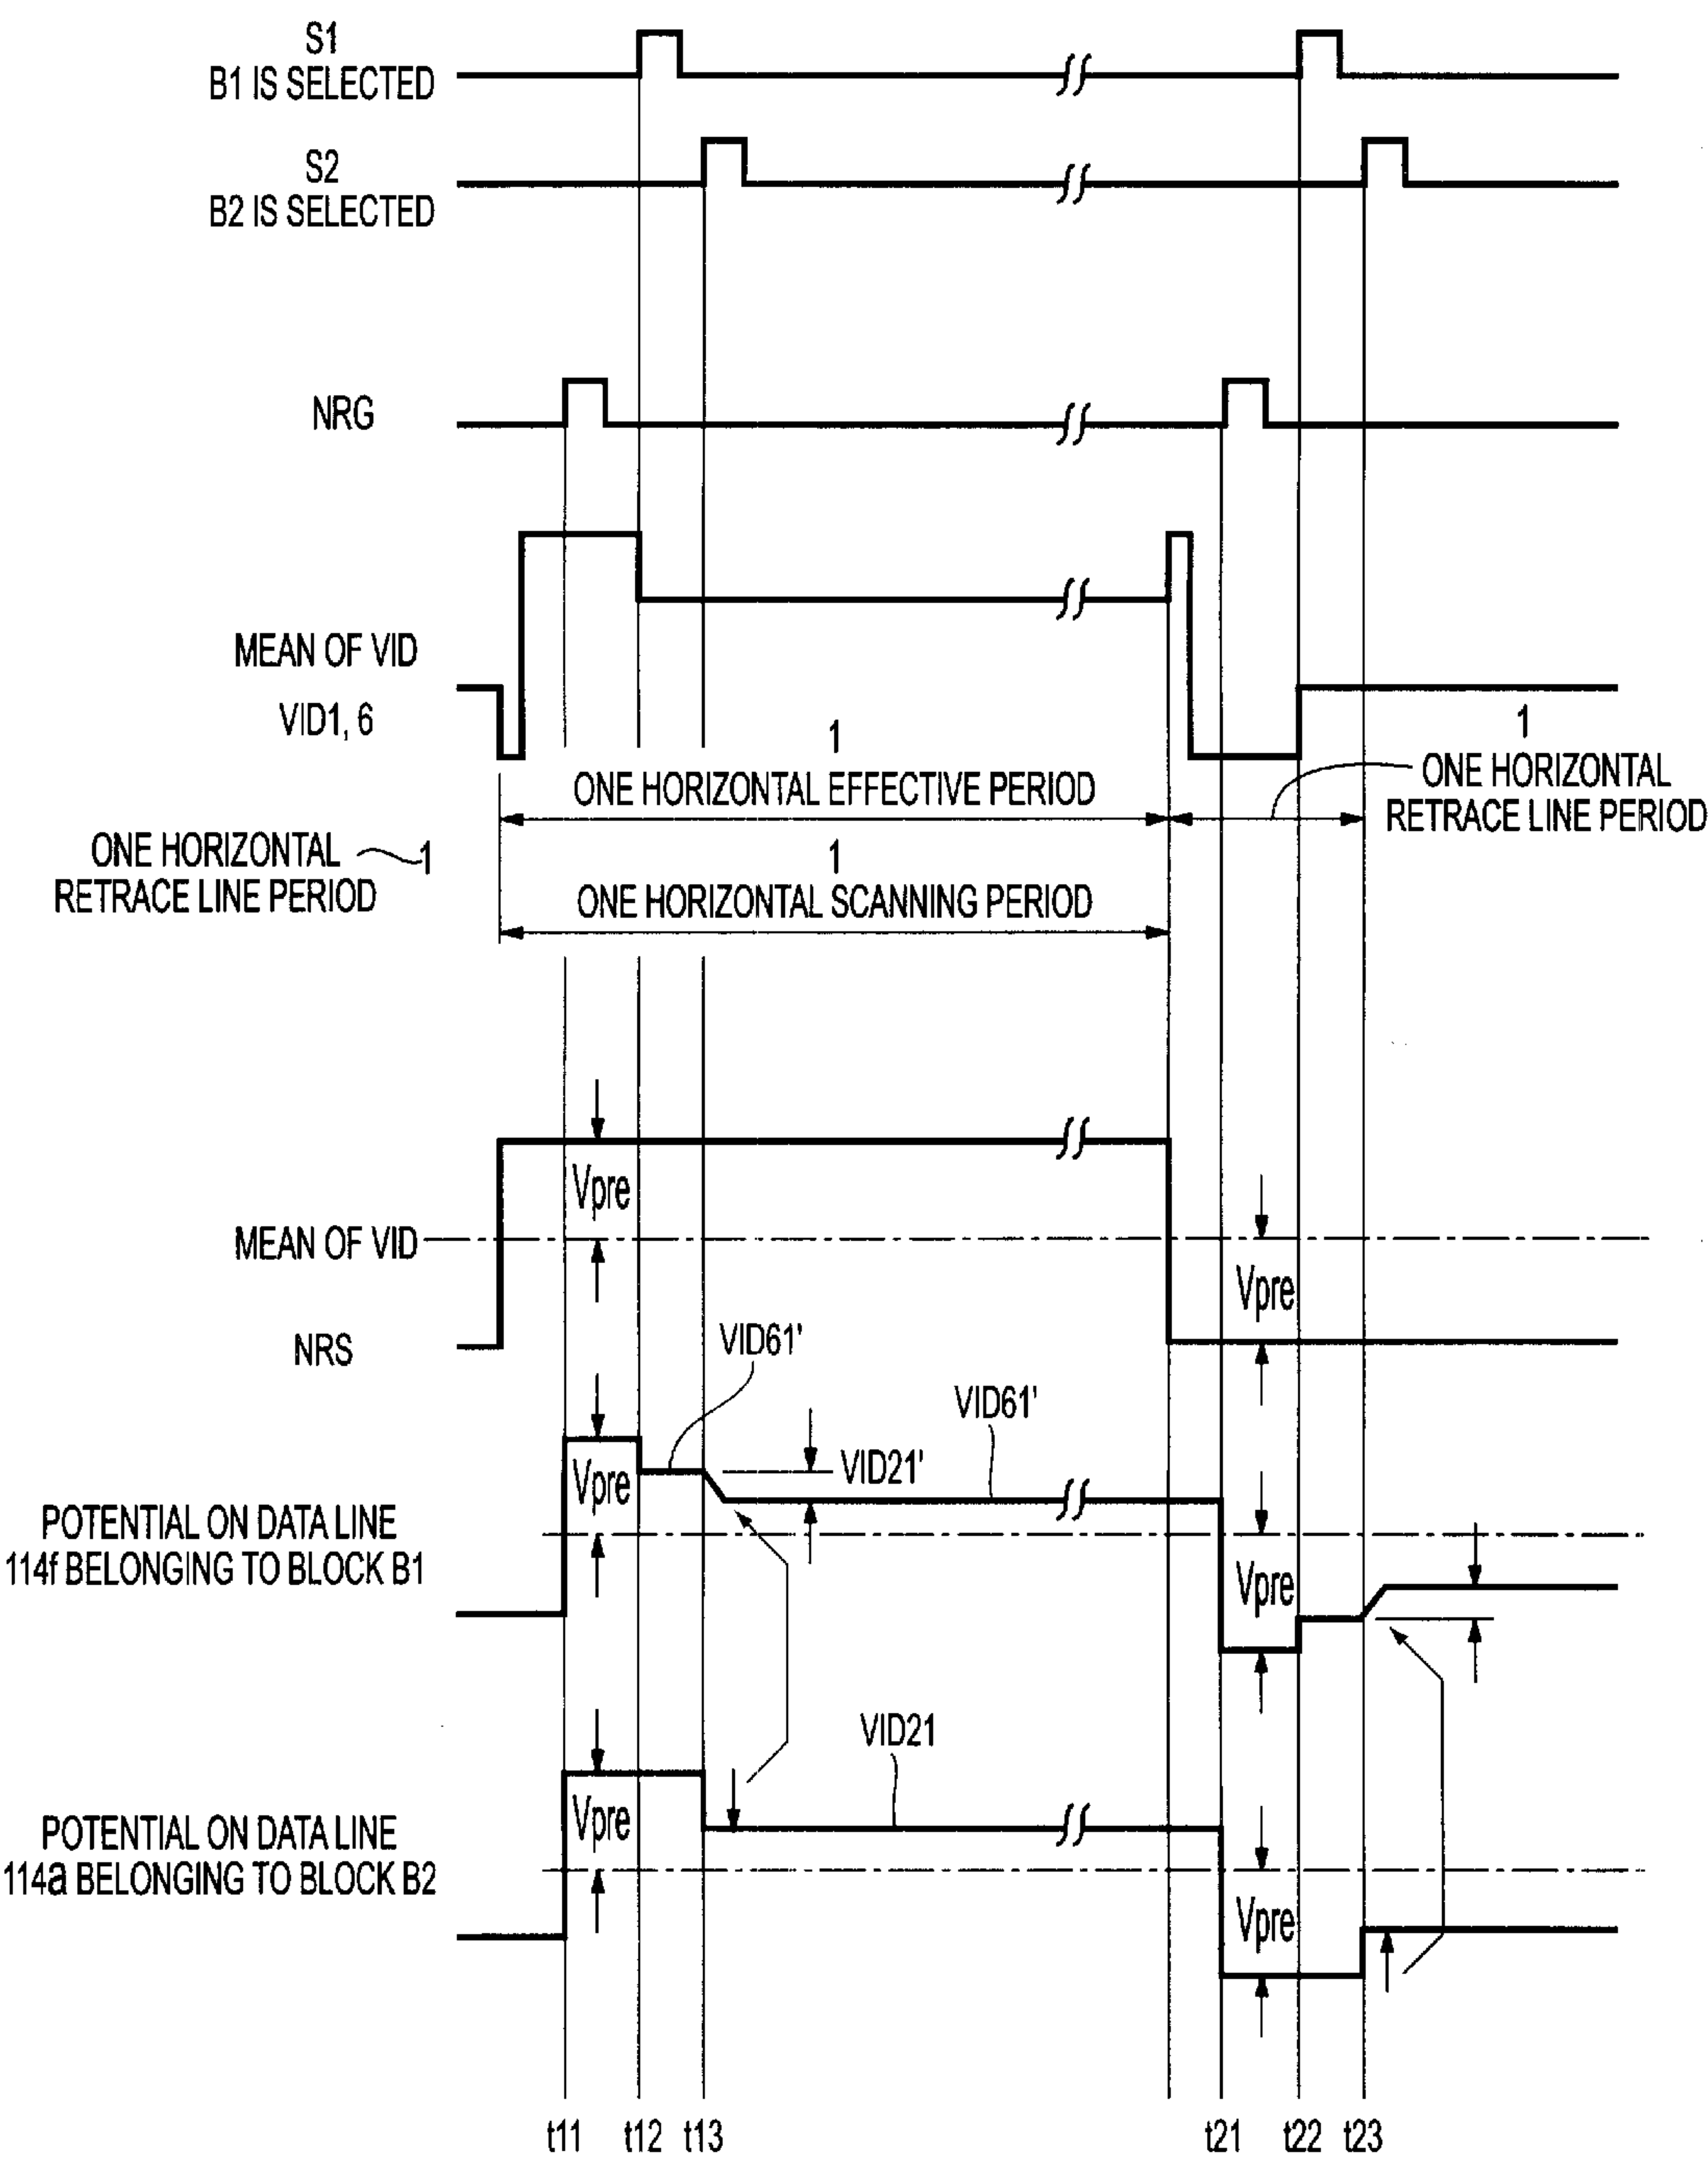 S1
B1 IS SELECTED
S2
B2 IS SELECTED
NRG
MEAN OF VID
VID1, 6
1
ONE HORIZONTAL EFFECTIVE PERIOD
1
ONE HORIZONTAL
RETRACE LINE PERIOD
ONE HORIZONTAL
RETRACE LINE PERIOD
1
1
ONE HORIZONTAL SCANNING PERIOD
Vpre
MEAN OF VID
Vpre
NRS
VID61'
VID61'
VID21'
Vpre
POTENTIAL ON DATA LINE
114f BELONGING TO BLOCK B1
Vpre
VID21
Vpre
POTENTIAL ON DATA LINE
114a BELONGING TO BLOCK B2
Vpre
t11 t12 t13 t21 t22 t23